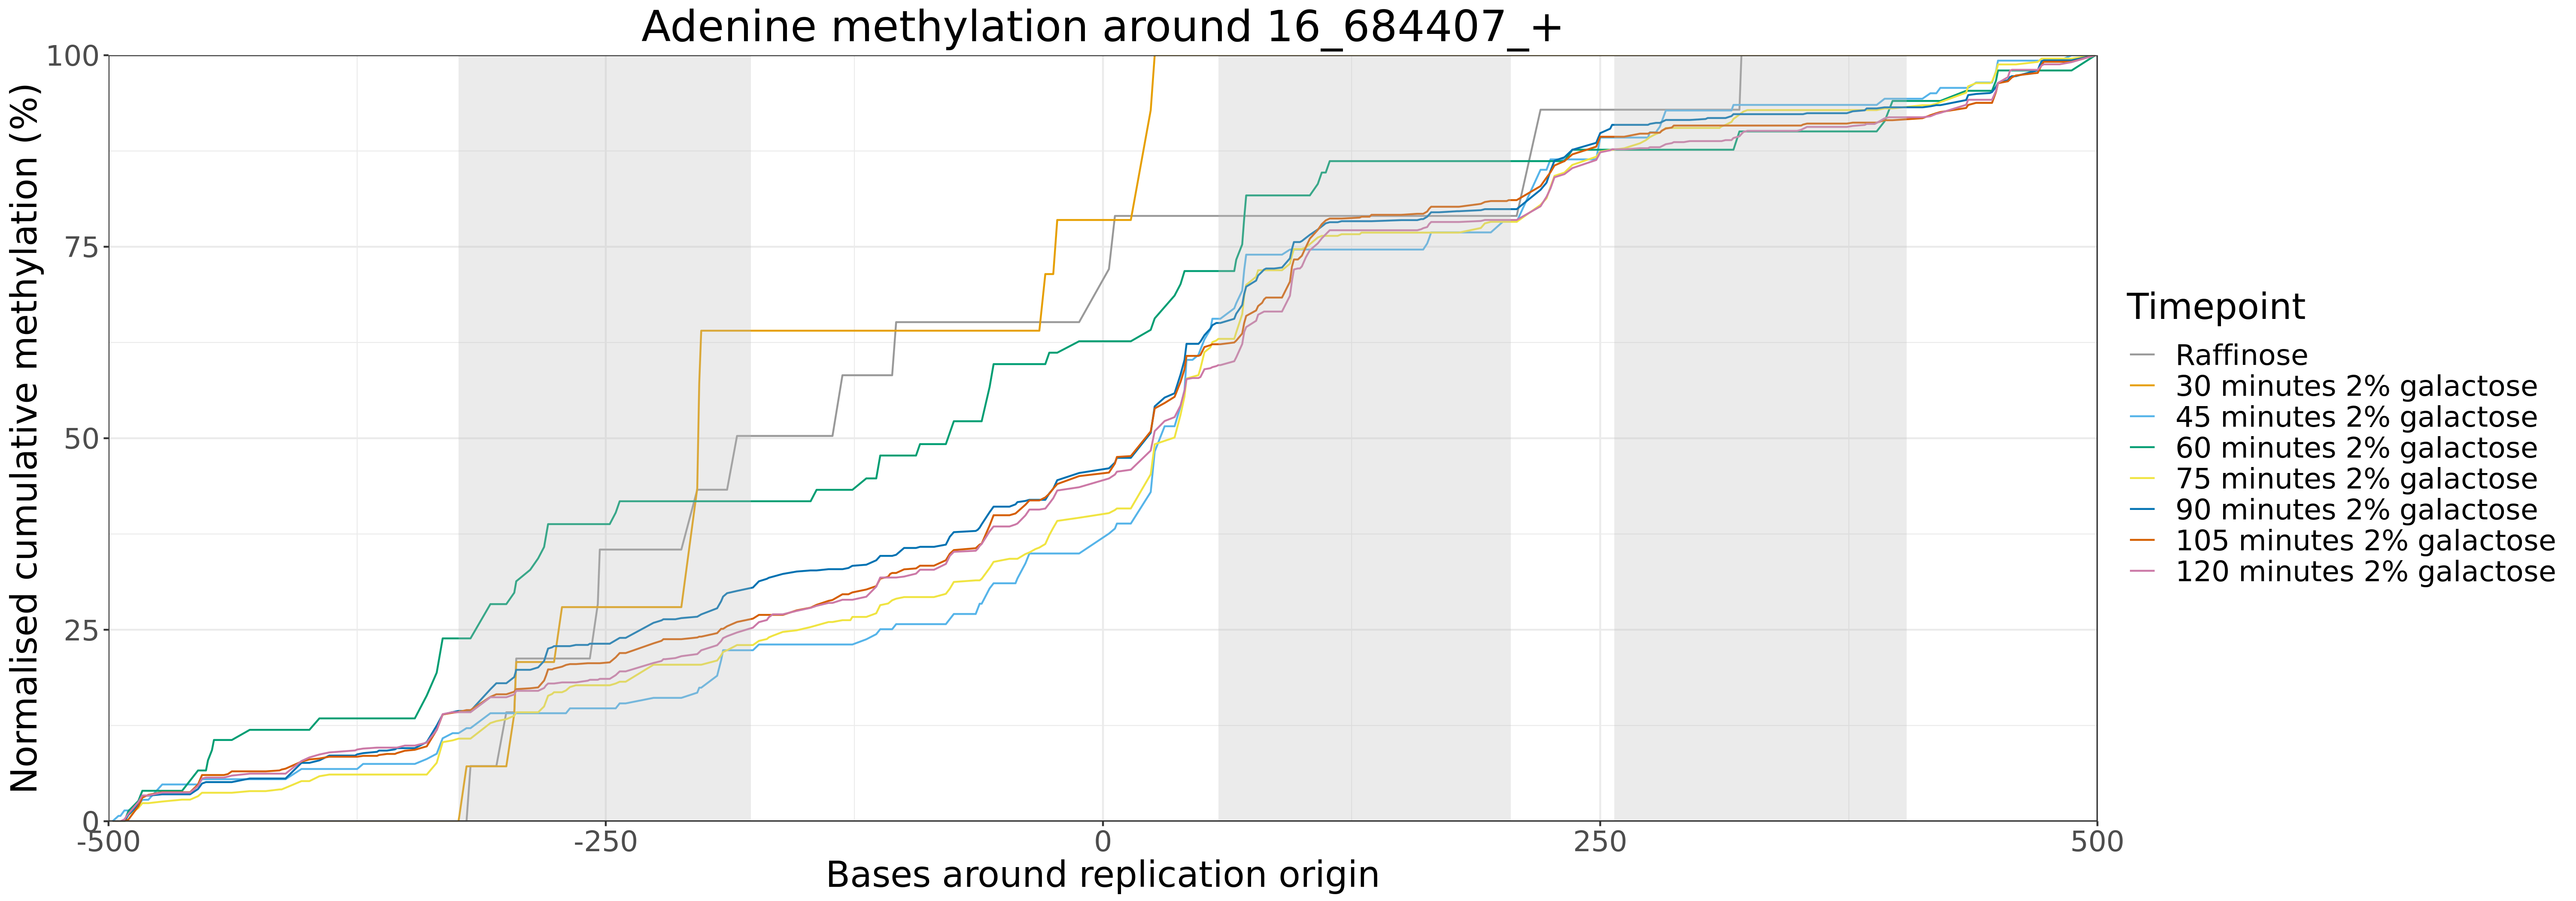 Adenine methylation around 16_684407_+
Normalised cumulative methylation (%)
100
75
50
25
0
-500
-250
0
250
500
Bases around replication origin
Timepoint
Raffinose
30 minutes 2% galactose
45 minutes 2% galactose
60 minutes 2% galactose
75 minutes 2% galactose
90 minutes 2% galactose
105 minutes 2% galactose
120 minutes 2% galactose